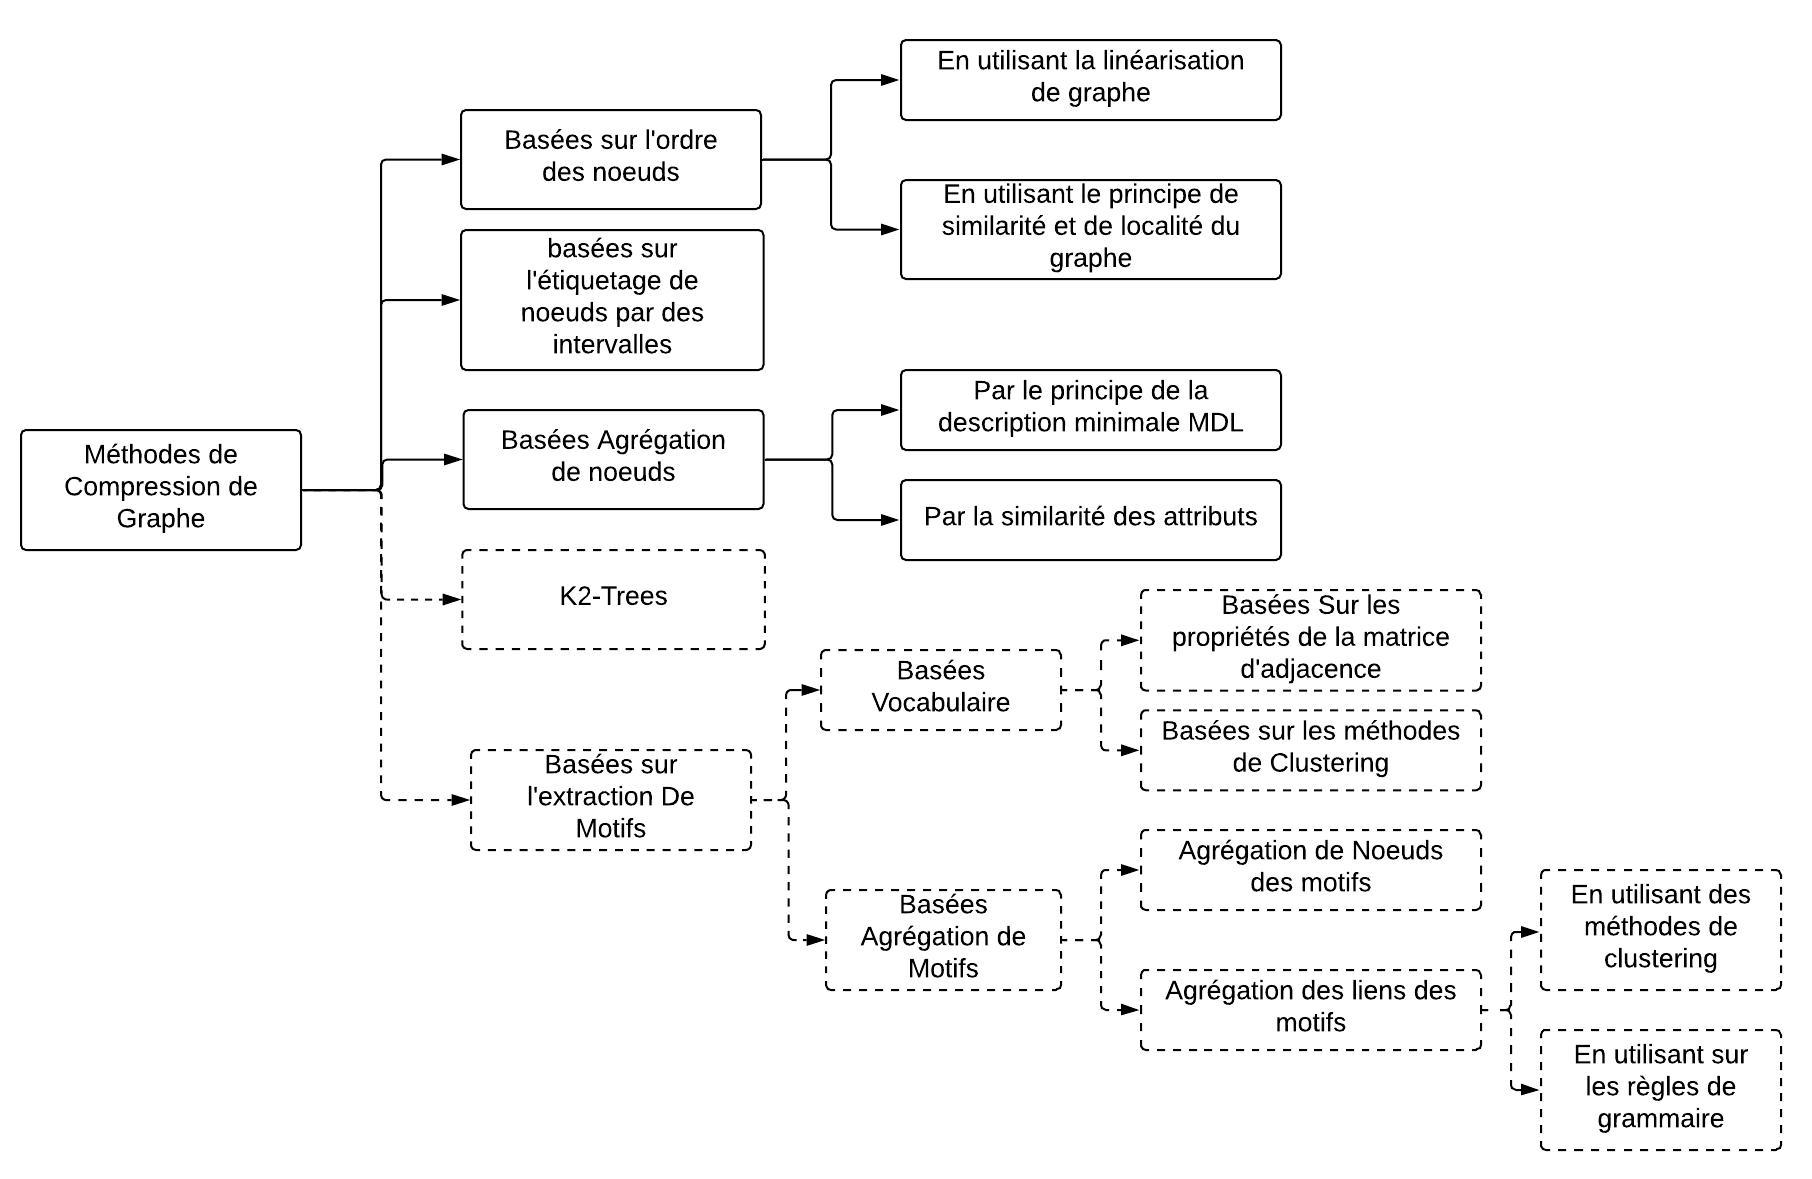 Méthodes de
Compression de
Graphe
Basées sur l'ordre
des noeuds
En utilisant la linéarisation
de graphe
En utilisant le principe de
similarité et de localité du
graphe
basées sur
l'étiquetage de
noeuds par des
intervalles
Basées Agrégation
de noeuds
Par le principe de la
description minimale MDL
Par la similarité des attributs
K2-Trees
Basées sur
l'extraction De
Motifs
Basées
Vocabulaire
Basées Sur les
propriétés de la matrice
d'adjacence
Basées sur les méthodes
de Clustering
Basées
Agrégation de
Motifs
Agrégation de Noeuds
des motifs
Agrégation des liens des
motifs
En utilisant des
méthodes de
clustering
En utilisant sur
les règles de
grammaire